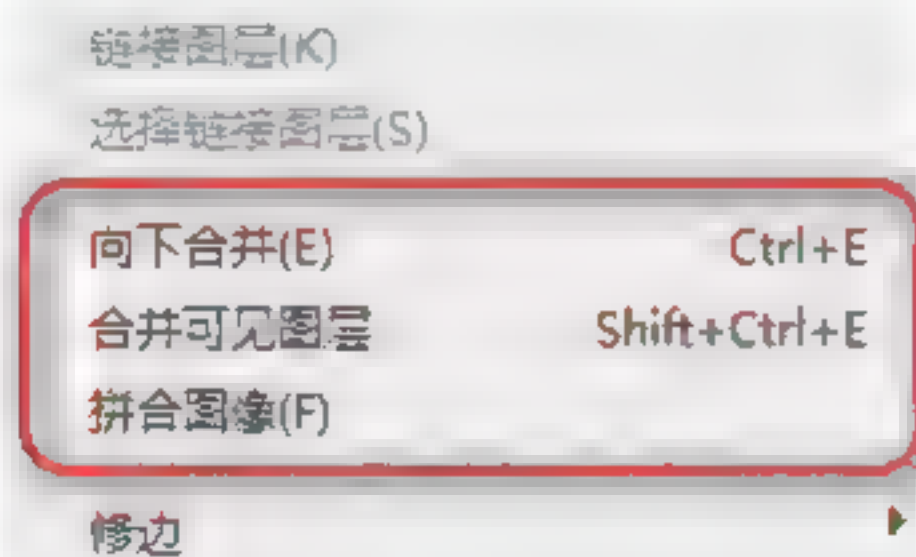 链接图层(K)
选择链接图层(S)
向下合并(E) Ctrl+E
合并可见图层 Shift+Ctrl+E
拼合图像(F)
修边